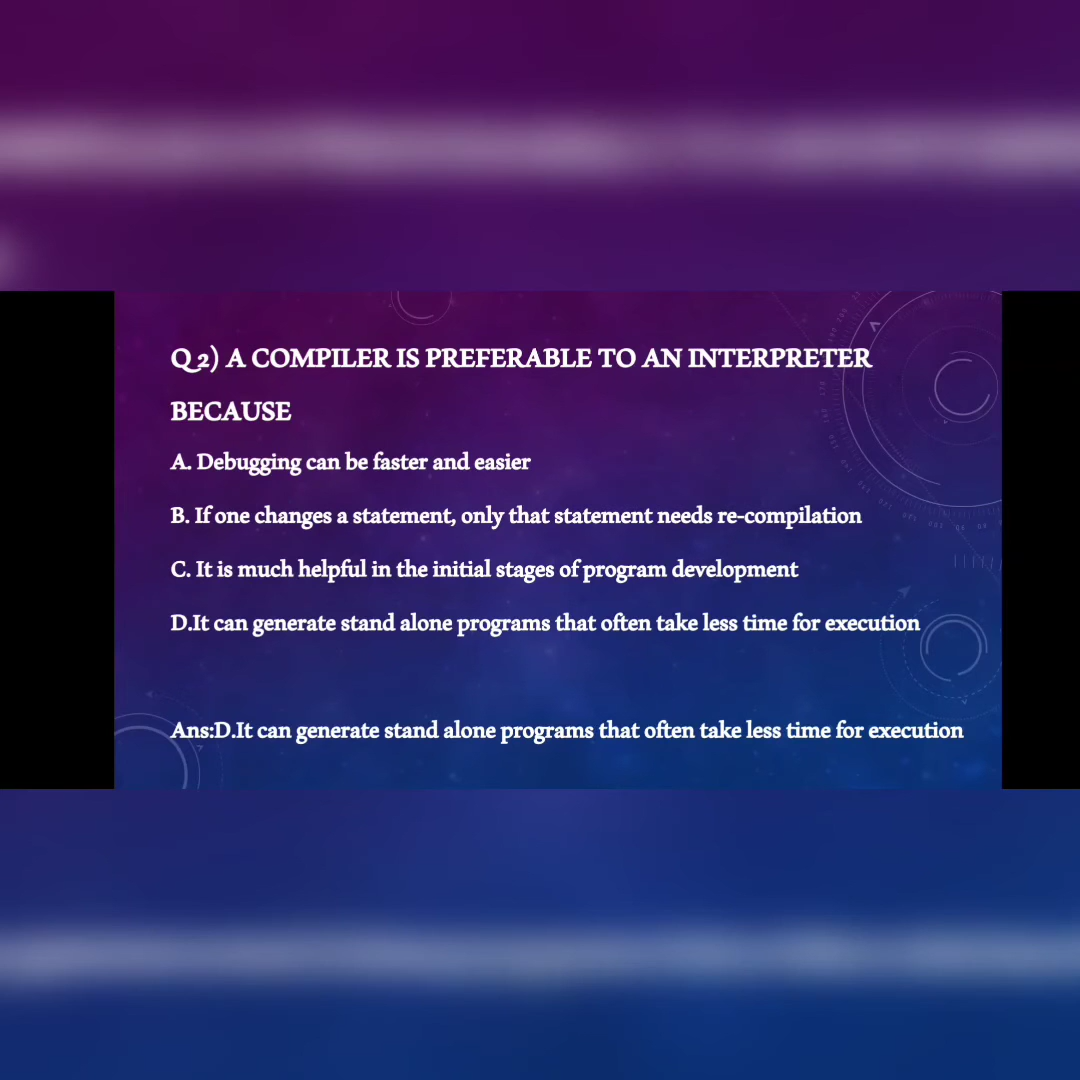 Q 2) A COMPILER IS PREFERABLE TO AN INTERPRETER
BECAUSE
A. Debugging can be faster and easier
B. If one changes a statement, only that statement needs re-compilation
C. It is much helpful in the initial stages of program development
D.It can generate stand alone programs that often take less time for execution
Ans:D.It can generate stand alone programs that often take less time for execution